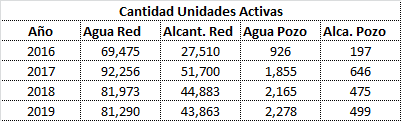 Cantidad Unidades Activas
Año Agua Red Alcant. Red Agua Pozo Alca. Pozo
2016 69,475 27,510 926 197
2017 92,256 51,700 1,855 646
2018 81,973 44,883 2,165 475
2019 81,290 43,863 2,278 499